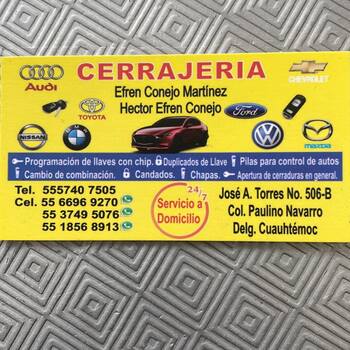 CERRAJERIA
Audi
Efren Conejo Martínez
CHEVROLET
TOYOTA
Hector Efren Conejo
Ford
NISSAN
BMW
mazda
Programación de llaves con chip. Duplicados de Llave Pilas para control de autos
Cambio de combinación. Candados. Chapas. Apertura de cerraduras en general.
Tel. 555740 7505
Cel. 55 6696 9270
55 3749 5076
55 1856 8913
24/7
Servicio a
Domicilio
José A. Torres No. 506-B
Col. Paulino Navarro
Delg. Cuauhtémoc